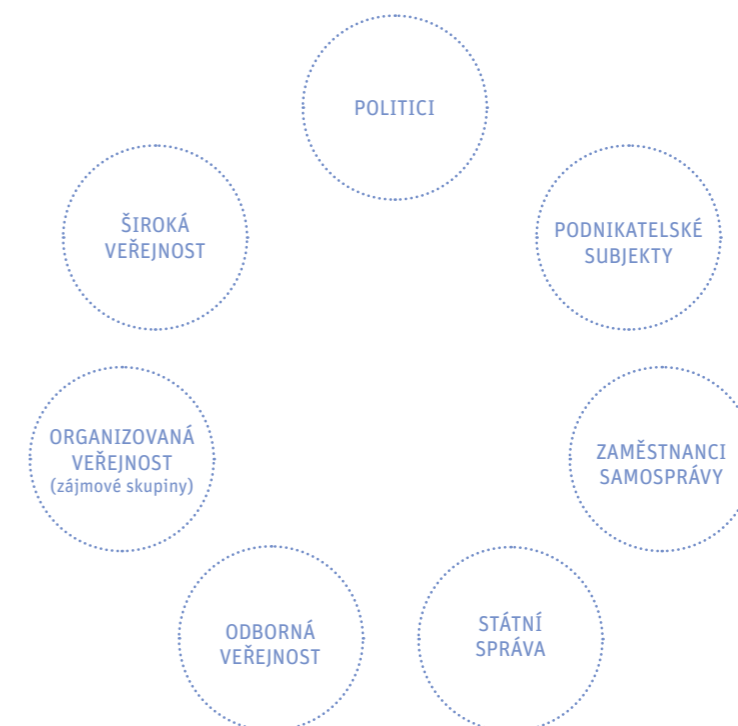 POLITICI
ŠIROKÁ
VEŘEJNOST
PODNIKATELSKÉ
SUBJEKTY
ORGANIZOVANÁ
VEŘEJNOST
(zájmové skupiny)
ZAMĚSTNANCI
SAMOSPRÁVY
ODBORNÁ
VEŘEJNOST
STÁTNÍ
SPRÁVA